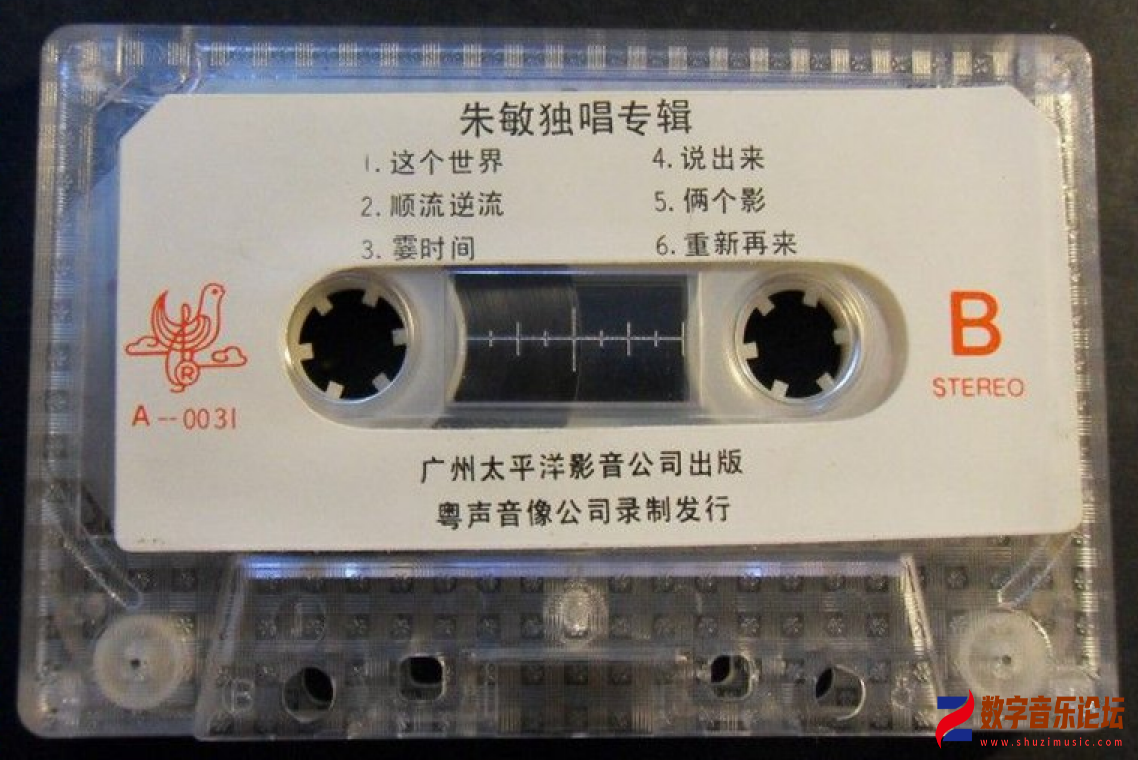 朱敏独唱专辑
1. 这个世界
2. 顺流逆流
3. 霎时间
4. 说出来
5. 俩个影
6. 重新再来
B
STEREO
®
A--0031
广州太平洋影音公司出版
粤声音像公司录制发行
B
数字音乐论坛
www.shuzimusic.com